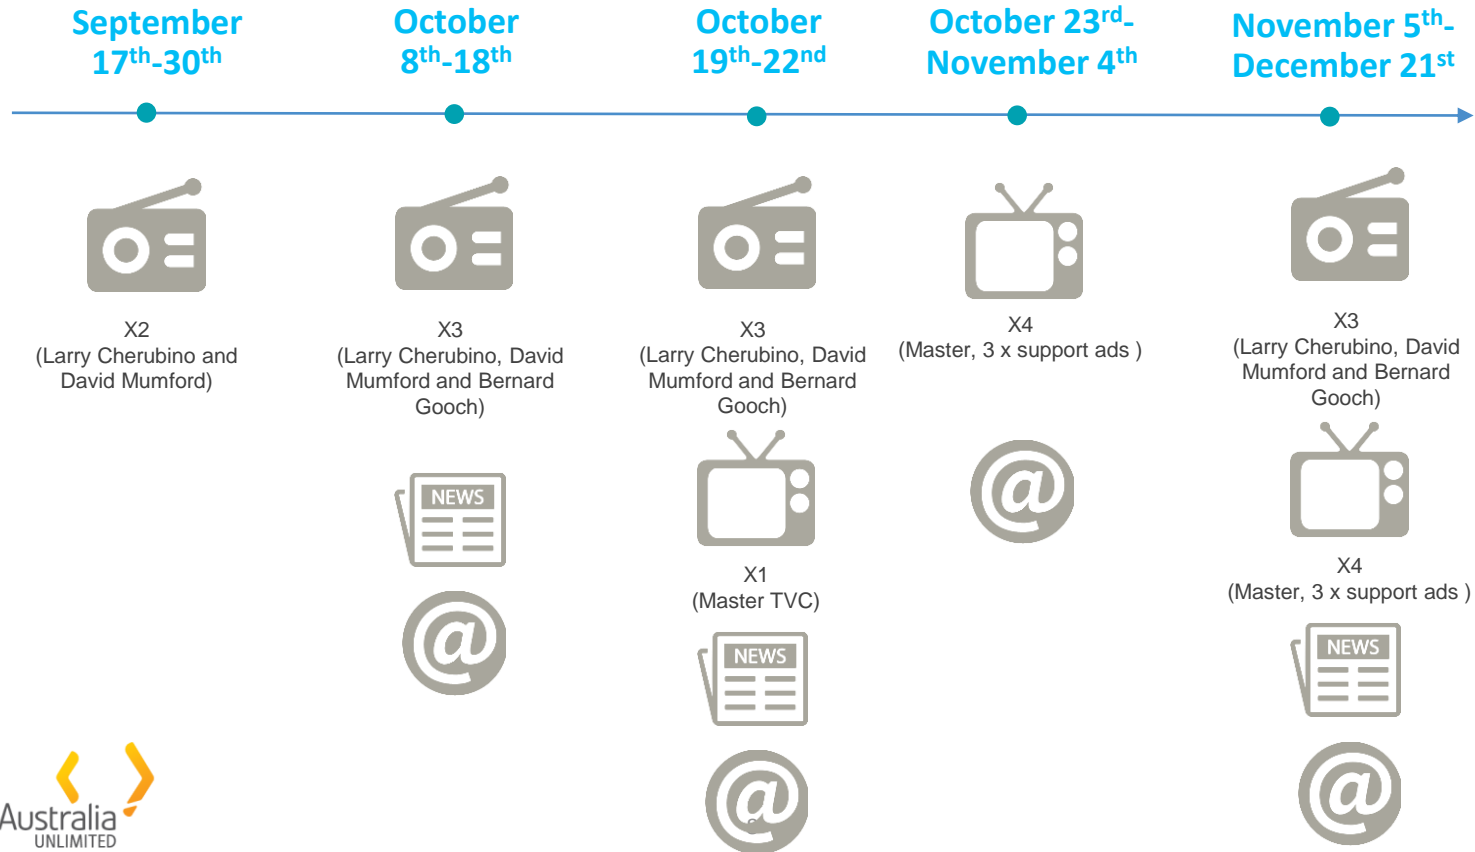 September
17th-30th
October
8th-18th
October
19th-22nd
October 23rd-
November 4th
November 5th-
December 21st
X2
(Larry Cherubino and
David Mumford)
X3
(Larry Cherubino, David
Mumford and Bernard
Gooch)
NEWS
X3
(Larry Cherubino, David
Mumford and Bernard
Gooch)
X1
(Master TVC)
NEWS
X4
(Master, 3 x support ads )
X3
(Larry Cherubino, David
Mumford and Bernard
Gooch)
X4
(Master, 3 x support ads )
NEWS
Australia
UNLIMITED